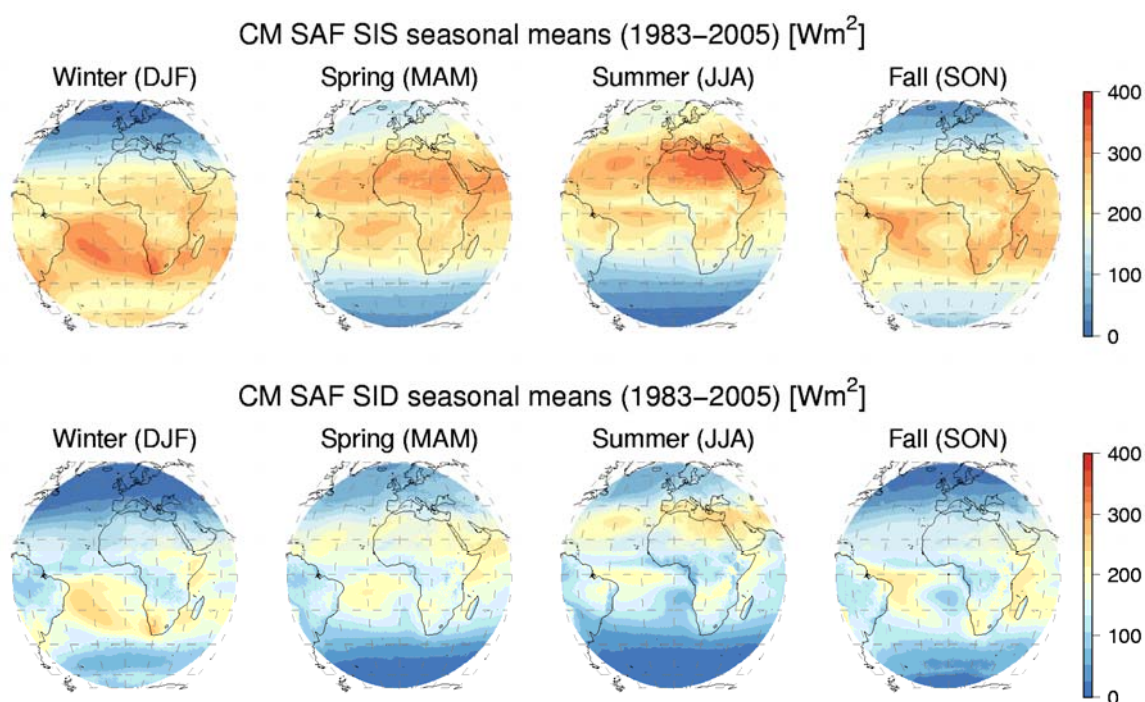 CM SAF SIS seasonal means (1983–2005) [Wm²]
Winter (DJF) Spring (MAM) Summer (JJA) Fall (SON)
400
300
200
100
0
CM SAF SID seasonal means (1983–2005) [Wm²]
Winter (DJF) Spring (MAM) Summer (JJA) Fall (SON)
400
300
200
100
0